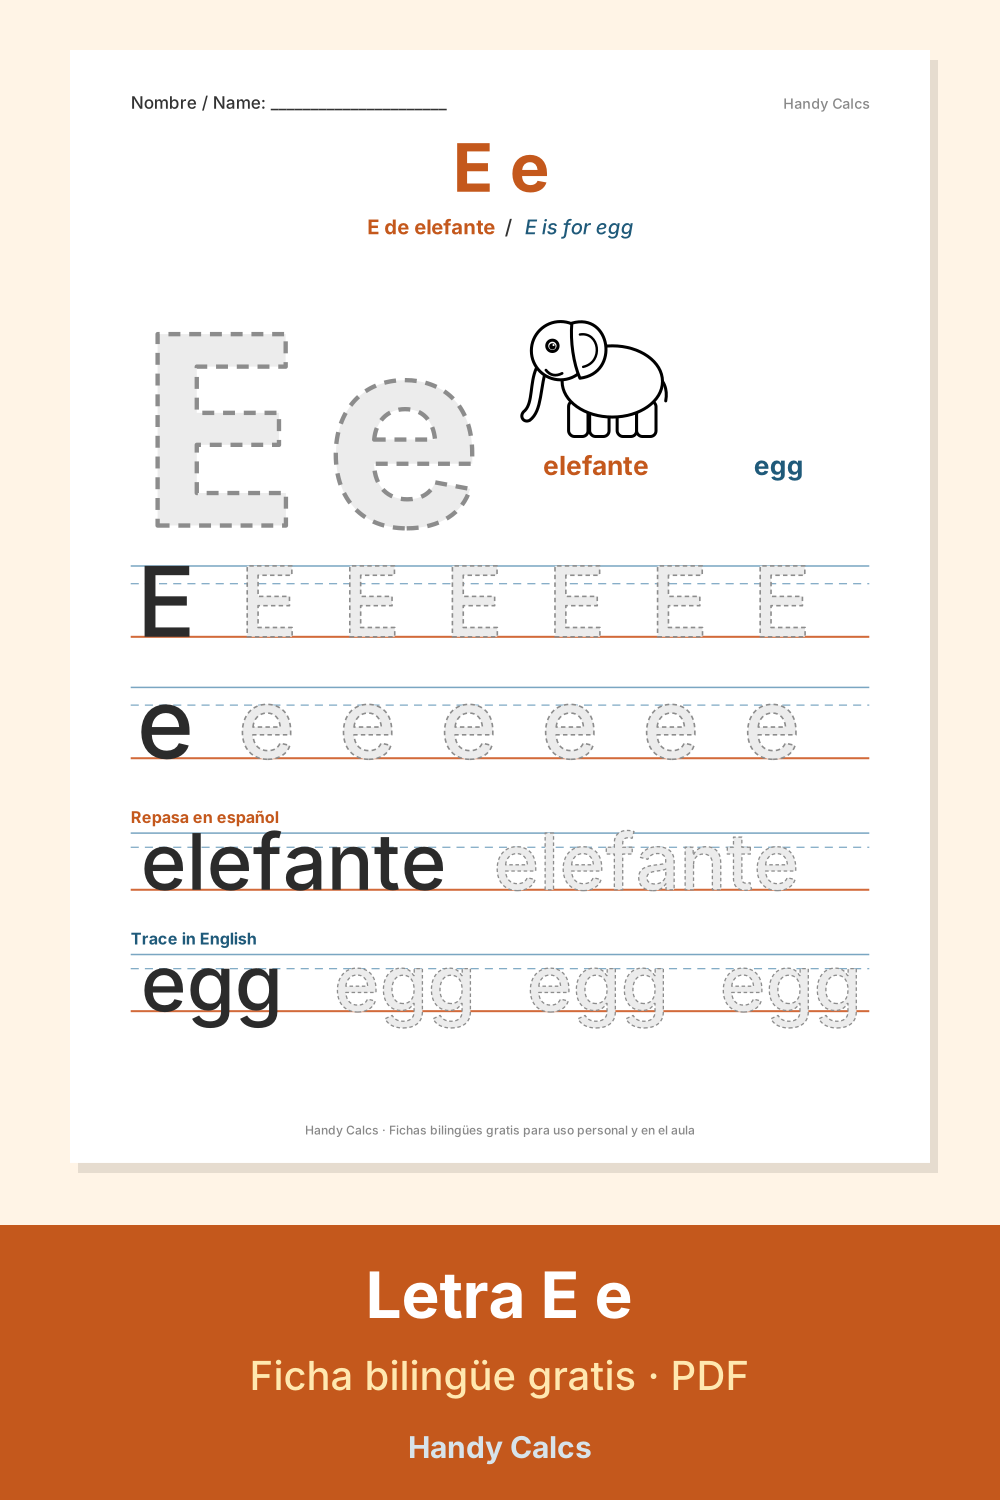 Nombre / Name: ______________________
Handy Calcs
E e
E de elefante / E is for egg
E e
elefante egg
E E E E E E E
e e e e e e e
Repasa en español
elefante elefante
Trace in English
egg egg egg egg
Handy Calcs · Fichas bilingües gratis para uso personal y en el aula
Letra E e
Ficha bilingüe gratis · PDF
Handy Calcs